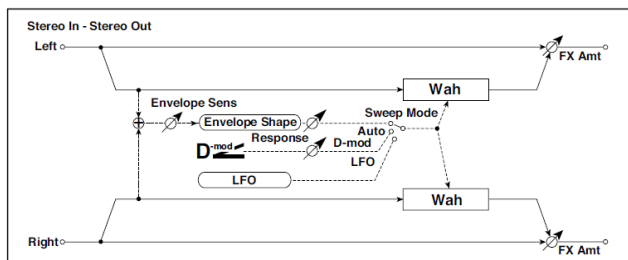 Stereo In - Stereo Out
Left
FX Amt
Wah
Envelope Sens
Sweep Mode
Envelope Shape
Auto
Response
D-mod
D-mod
LFO
LFO
Wah
Right
FX Amt